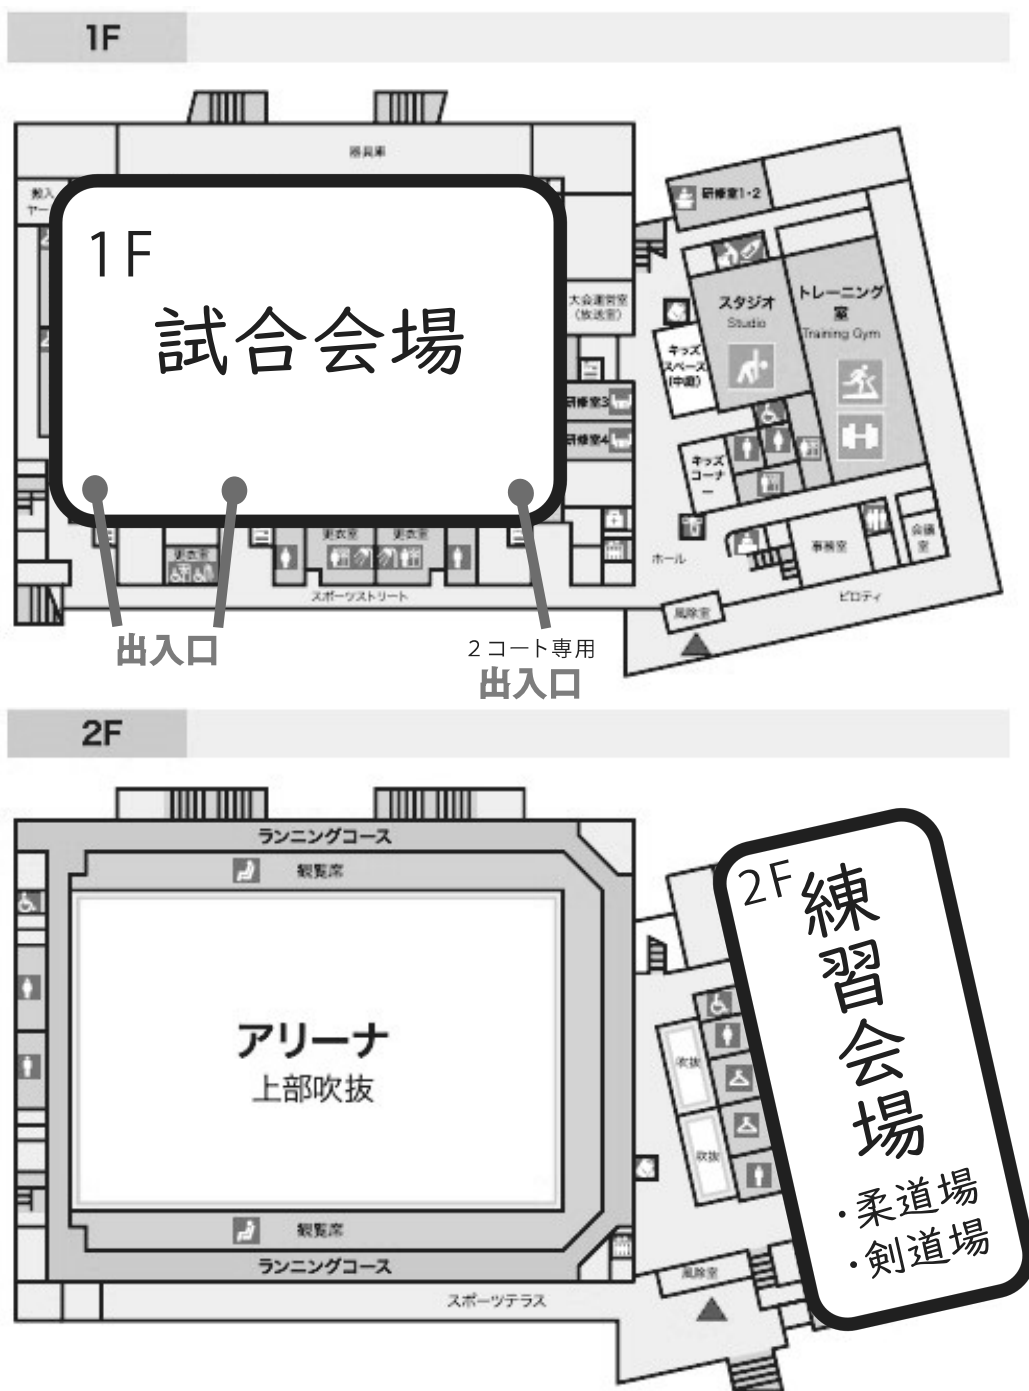 1F
器具庫
搬入
ヤー
研修室1・2
1F
試合会場
大会運営室
(放送室)
スタジオ
Studio
トレーニング
室
Training Gym
キッズ
スペース
(中庭)
研修室3
研修室4
キッズ
コーナ
ー
更衣室
更衣室
更衣室
事務室
会議
室
ホール
スポーツストリート
風除室
ピロティ
出入口
2コート専用
出入口
2F
ランニングコース
観覧席
アリーナ
上部吹抜
吹抜
吹抜
2F
練習会場
・柔道場
・剣道場
観覧席
ランニングコース
風除室
スポーツテラス